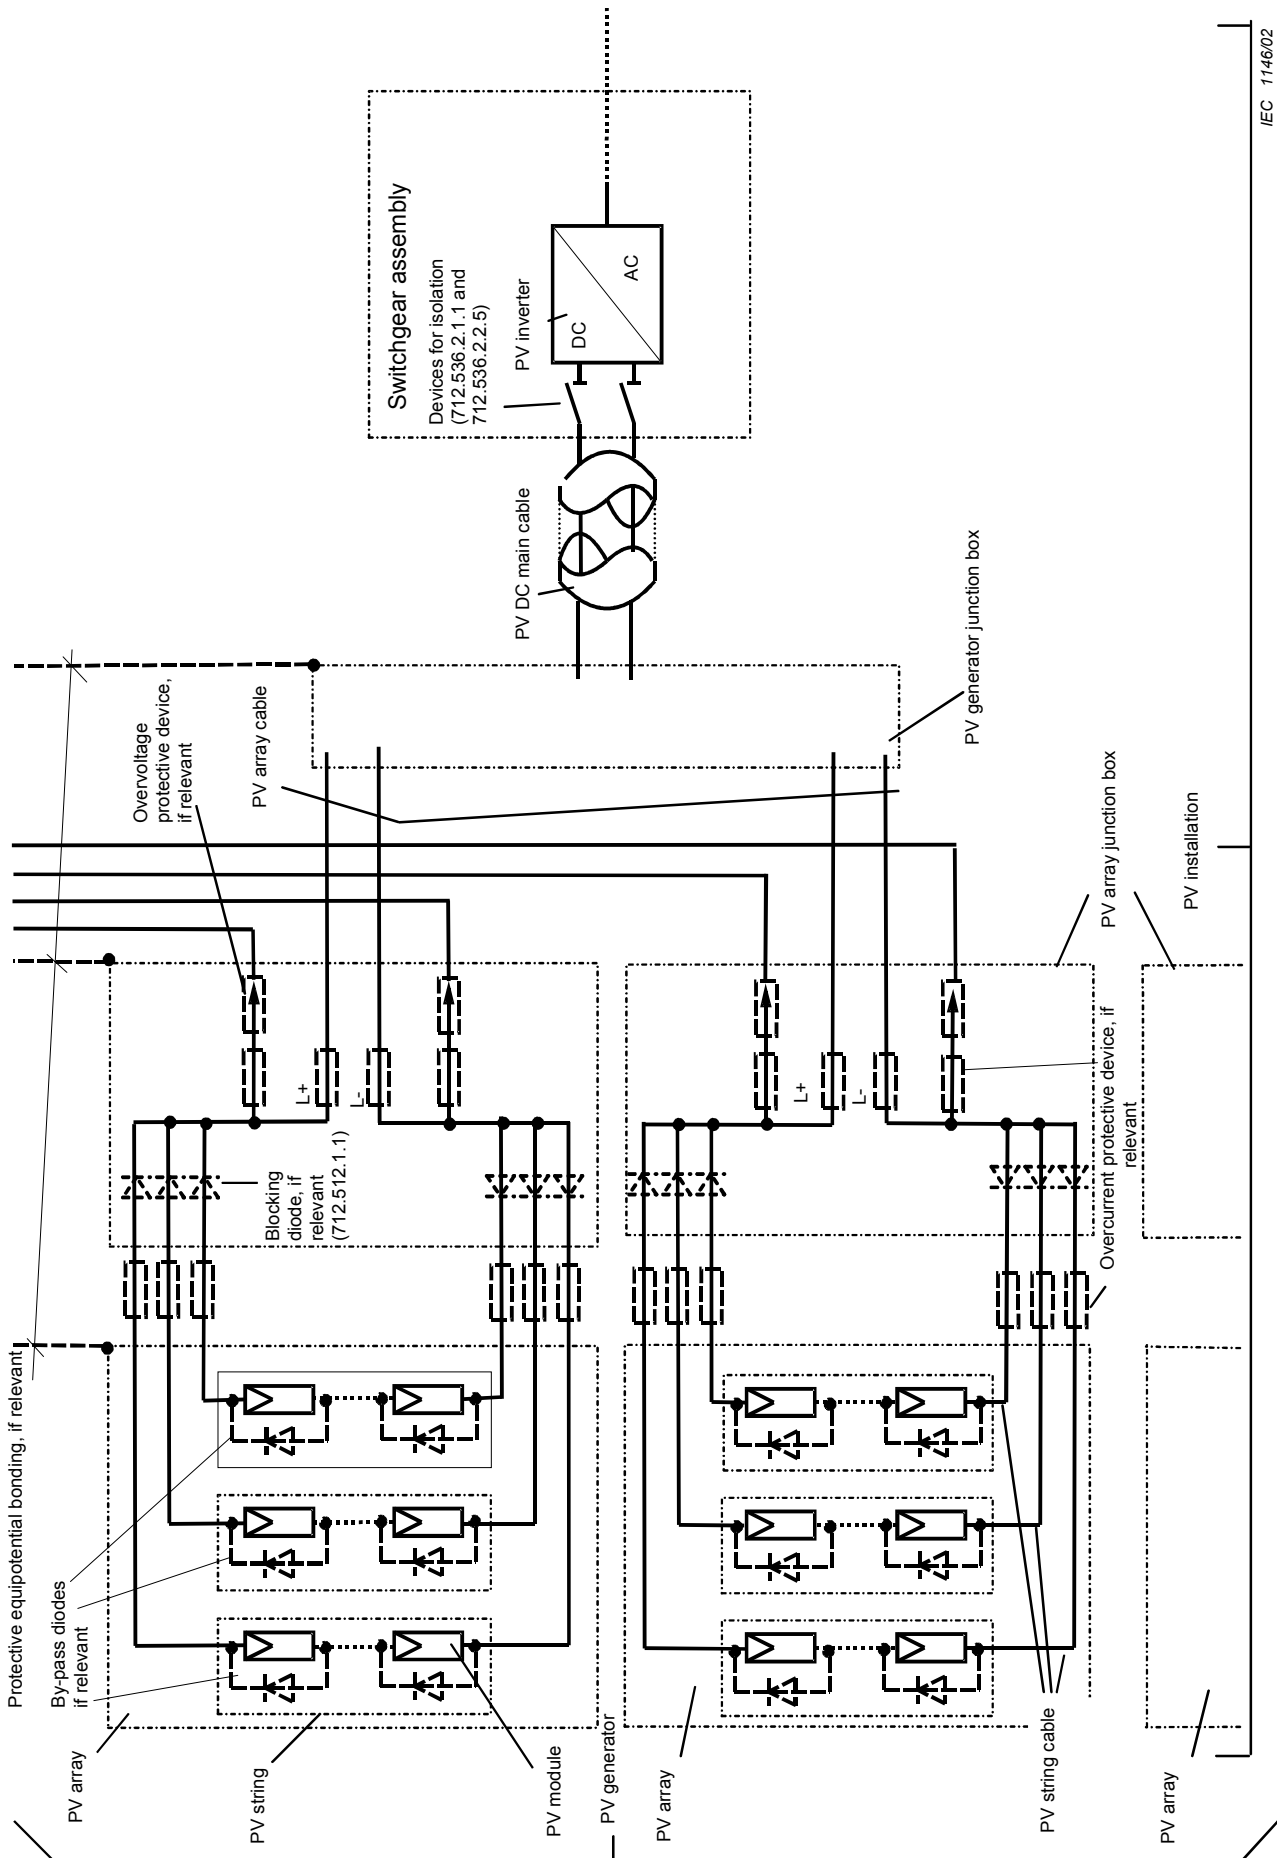 Protective equipotential bonding, if relevant
By-pass diodes
if relevant
PV array
PV string
PV module
PV generator
PV array
PV string cable
PV array
Blocking
diode, if
relevant
(712.512.1.1)
L+
L-
L+
L-
Overcurrent protective device, if
relevant
Overvoltage
protective device,
if relevant
PV array cable
PV array junction box
PV installation
PV generator junction box
PV DC main cable
Switchgear assembly
Devices for isolation
(712.536.2.1.1 and
712.536.2.2.5)
PV inverter
DC
AC
IEC 1146/02